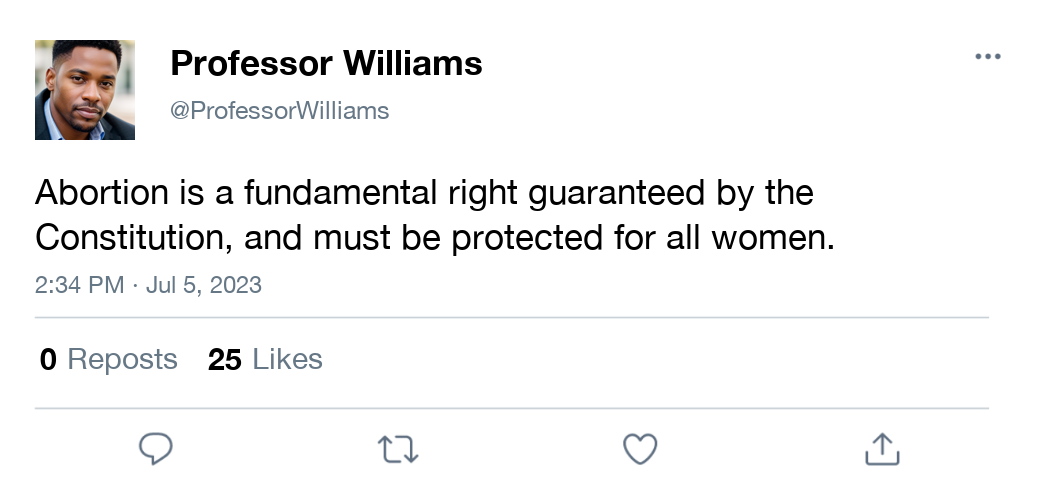 Professor Williams
@ProfessorWilliams
Abortion is a fundamental right guaranteed by the
Constitution, and must be protected for all women.
2:34 PM · Jul 5, 2023
0 Reposts 25 Likes